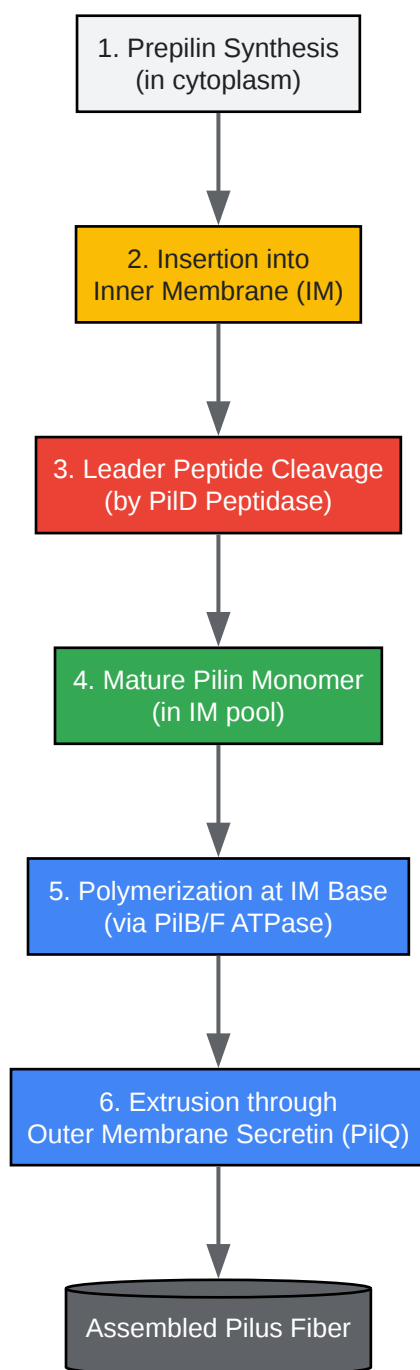 1. Prepilin Synthesis
(in cytoplasm)
2. Insertion into
Inner Membrane (IM)
3. Leader Peptide Cleavage
(by PilD Peptidase)
4. Mature Pilin Monomer
(in IM pool)
5. Polymerization at IM Base
(via PilB/F ATPase)
6. Extrusion through
Outer Membrane Secretin (PilQ)
Assembled Pilus Fiber